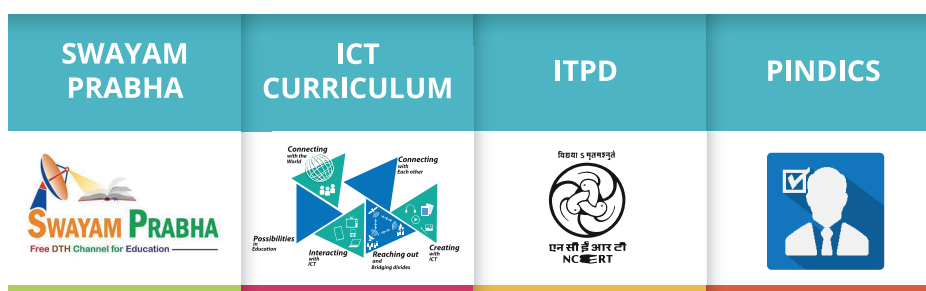 SWAYAM
PRABHA
ICT
CURRICULUM
ITPD
PINDICS
SWAYAM PRABHA
Free DTH Channel for Education
Connecting
with the
World
Connecting
with
Each other
Possibilities
in
Education
Interacting
with
ICT
Reaching out
and
Bridging divides
Creating
with
ICT
विद्यया ऽ मृतमश्नुते
एन सी ई आर टी
NCERT